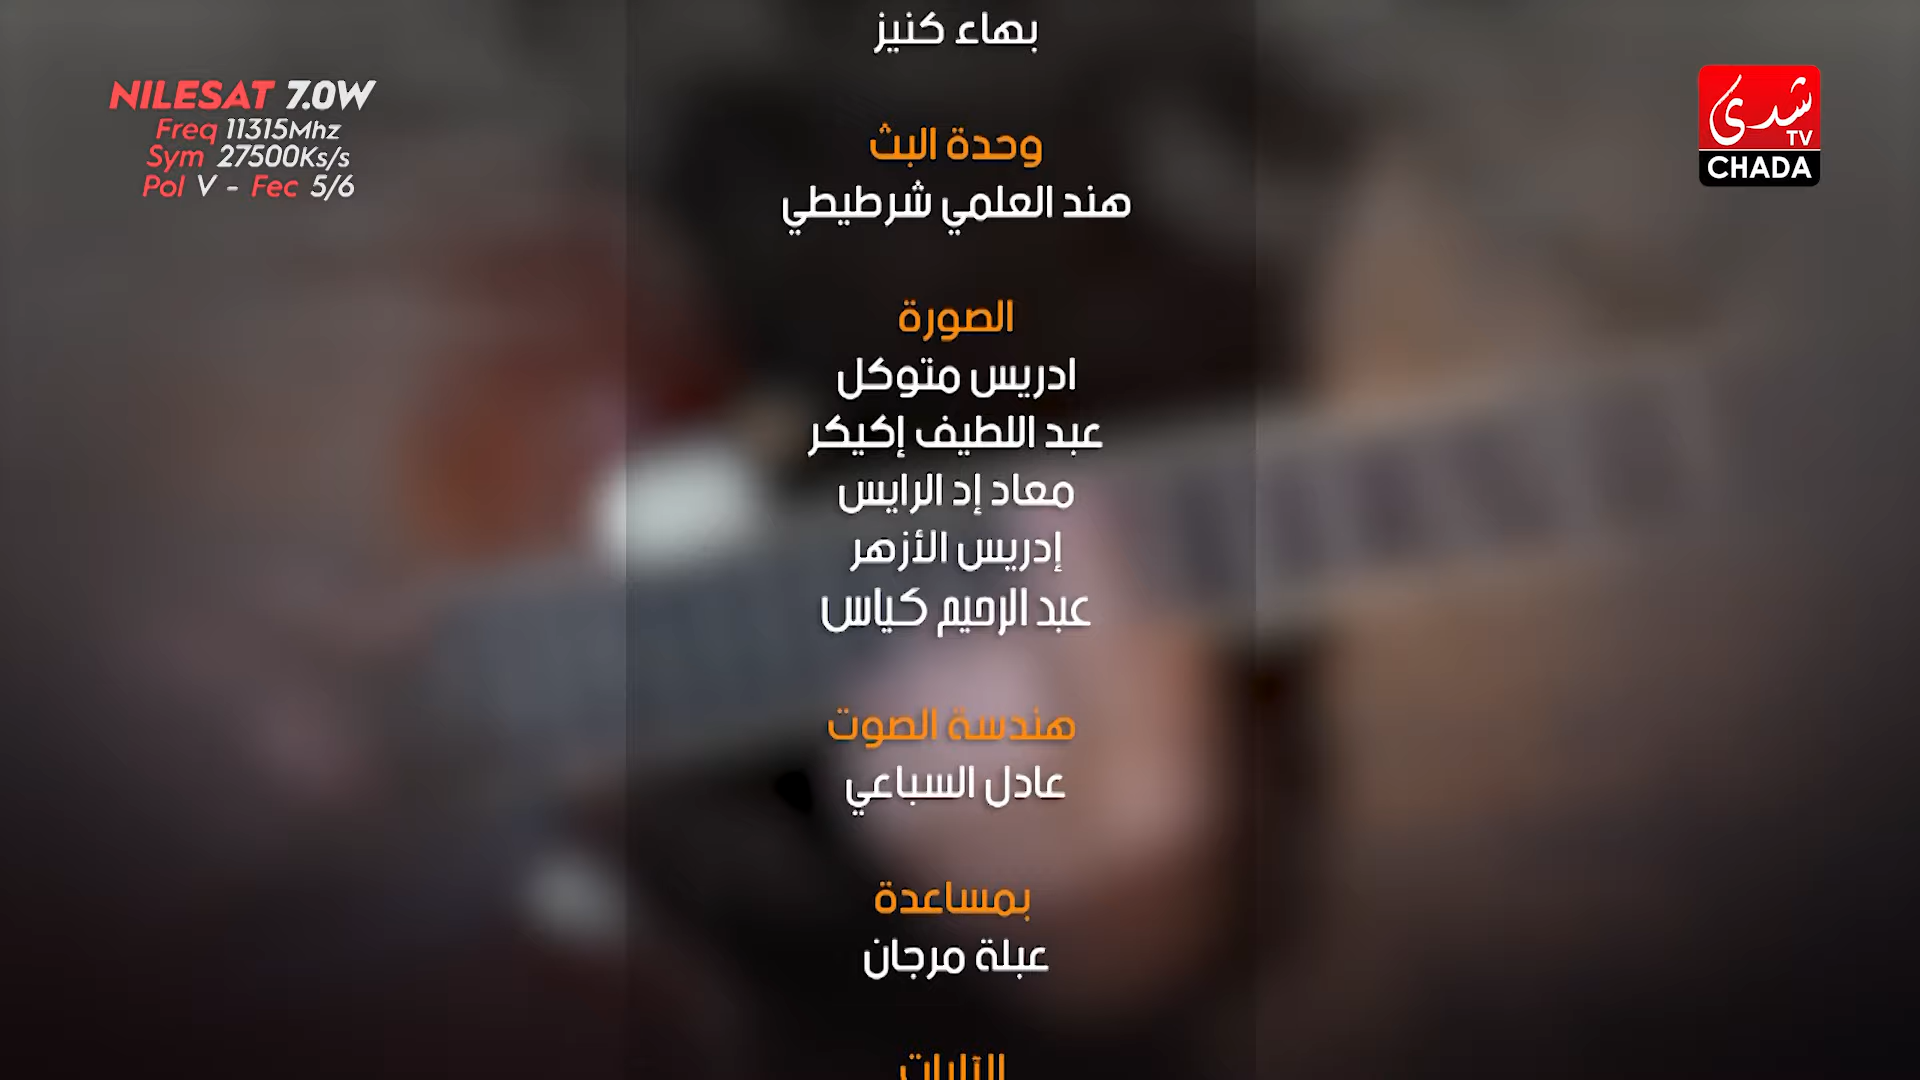 بهاء كنيز
NILESAT 7.0W
Freq 11315Mhz
Sym 27500Ks/s
Pol V - Fec 5/6
شدى
TV
CHADA
وحدة البث
هند العلمي شرطيطي
الصورة
ادريس متوكل
عبد اللطيف إكيكر
معاد إد الرايس
إدريس الأزهر
عبد الرحيم كياس
هندسة الصوت
عادل السباعي
بمساعدة
عبلة مرجان